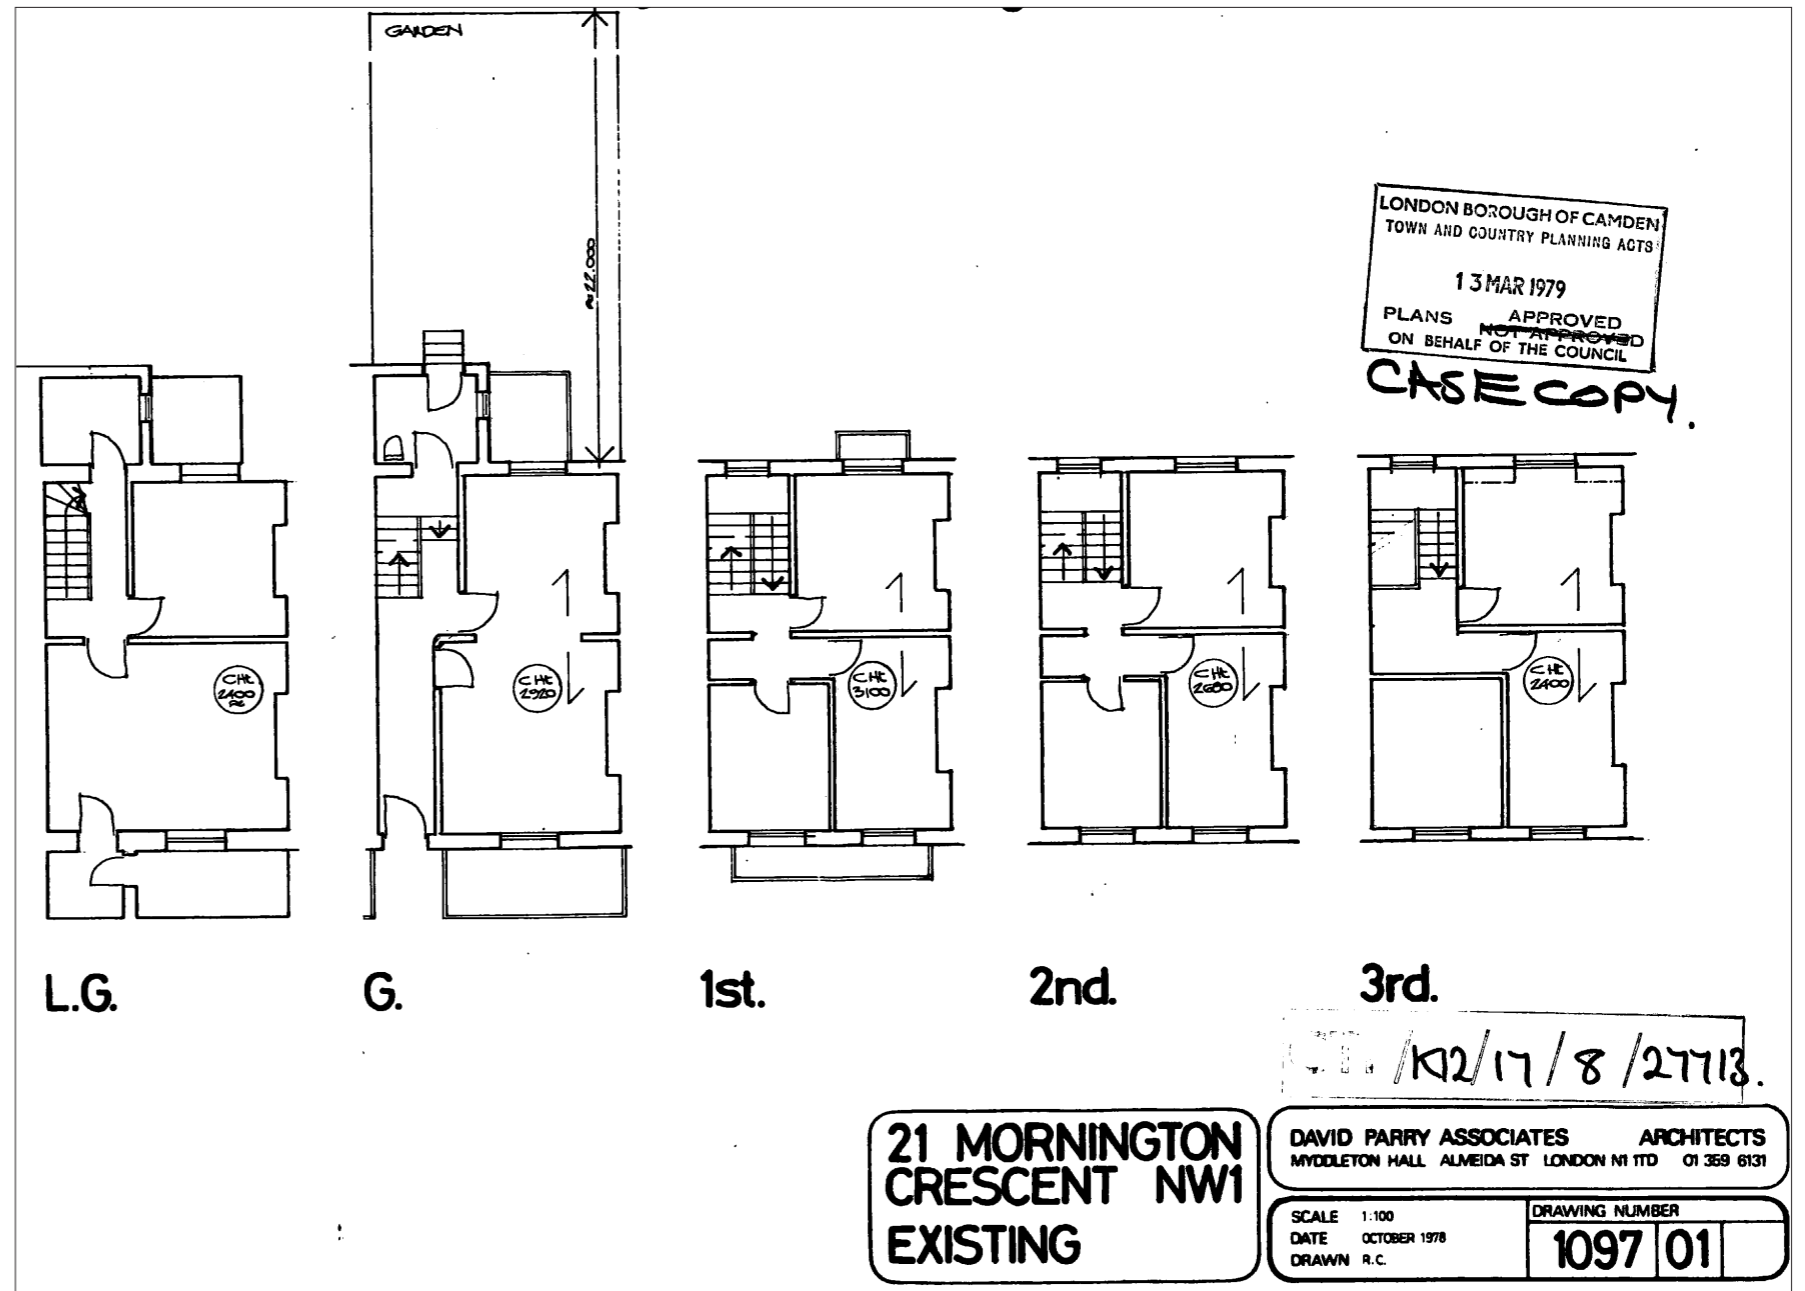 GARDEN
≈22.000
LONDON BOROUGH OF CAMDEN
TOWN AND COUNTRY PLANNING ACTS
13 MAR 1979
PLANS APPROVED
NOT APPROVED
ON BEHALF OF THE COUNCIL
CASE COPY.
CHt
2400
≈
CHt
2920
CHt
3100
CHt
2680
CHt
2400
L.G.
G.
1st.
2nd.
3rd.
/K12/17/8/27713.
21 MORNINGTON
CRESCENT NW1
EXISTING
DAVID PARRY ASSOCIATES ARCHITECTS
MYDDLETON HALL ALMEIDA ST LONDON N1 1TD 01 359 6131
SCALE 1:100
DATE OCTOBER 1978
DRAWN R.C.
DRAWING NUMBER
1097 01